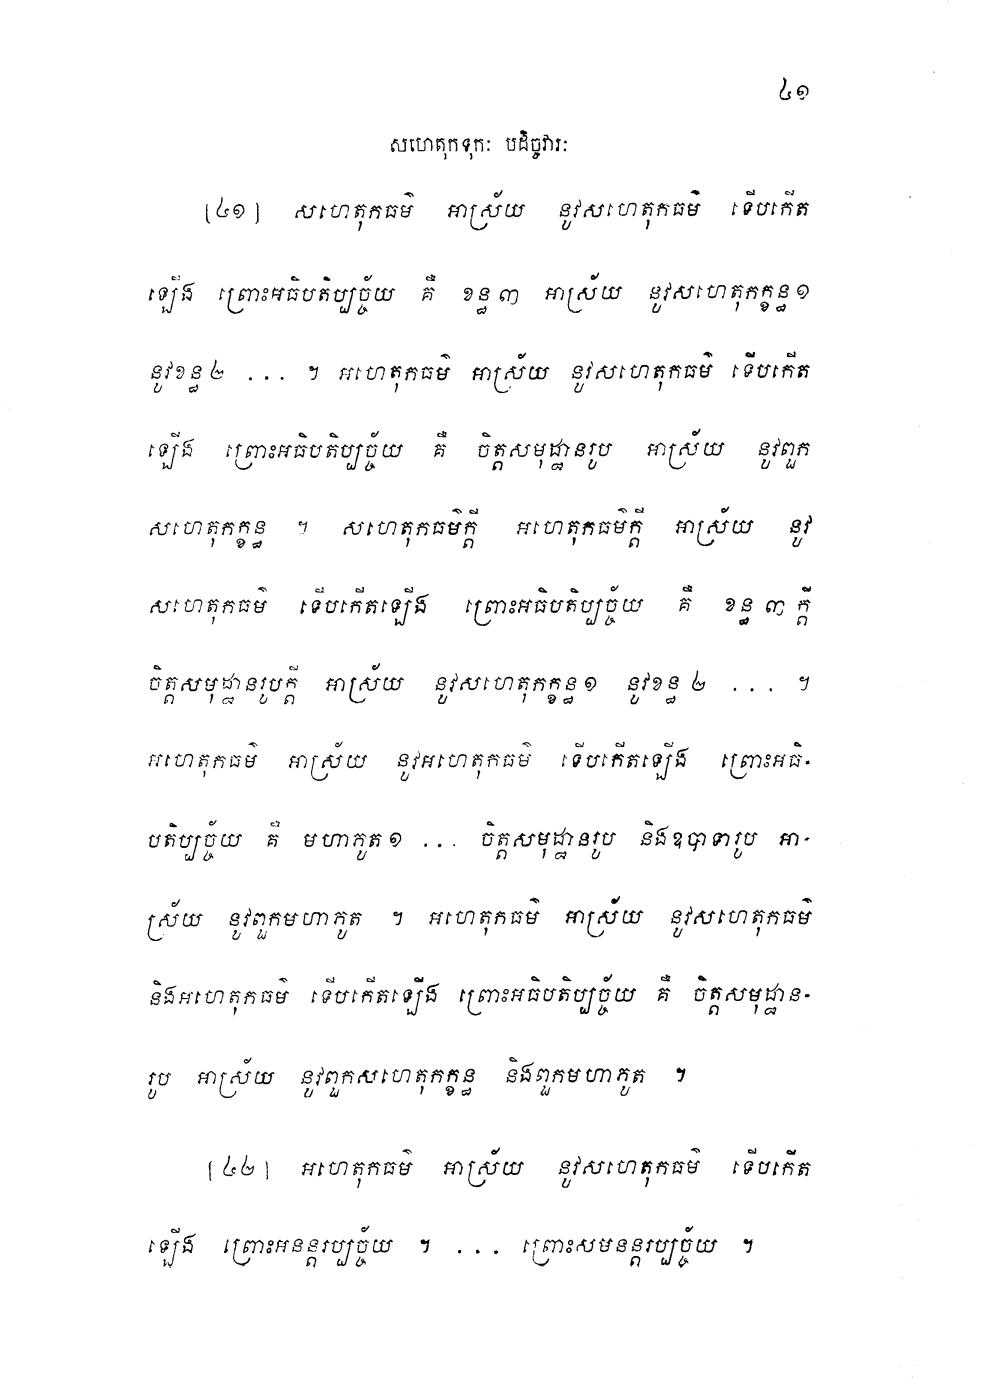 ៤១
សហេតុកទុកៈ បដិច្ចវារៈ
[៤១] សហេតុកធម៌ អាស្រ័យ នូវសហេតុកធម៌ ទើបកើត
ឡើង ព្រោះអធិបតិប្បច្ច័យ គឺ ខន្ធ៣ អាស្រ័យ នូវសហេតុកក្ខន្ធ១
នូវខន្ធ២ ... ។ អហេតុកធម៌ អាស្រ័យ នូវសហេតុកធម៌ ទើបកើត
ឡើង ព្រោះអធិបតិប្បច្ច័យ គឺ ចិត្តសមុដ្ឋានរូប អាស្រ័យ នូវពួក
សហេតុកក្ខន្ធ ។ សហេតុកធម៌ក្តី អហេតុកធម៌ក្តី អាស្រ័យ នូវ
សហេតុកធម៌ ទើបកើតឡើង ព្រោះអធិបតិប្បច្ច័យ គឺ ខន្ធ ៣ ក្តី
ចិត្តសមុដ្ឋានរូបក្តី អាស្រ័យ នូវសហេតុកក្ខន្ធ១ នូវខន្ធ ២ ... ។
អហេតុកធម៌ អាស្រ័យ នូវអហេតុកធម៌ ទើបកើតឡើង ព្រោះអធិ-
បតិប្បច្ច័យ គឺ មហាភូត១ ... ចិត្តសមុដ្ឋានរូប និងឧបាទារូប អា-
ស្រ័យ នូវពួកមហាភូត ។ អហេតុកធម៌ អាស្រ័យ នូវសហេតុកធម៌
និងអហេតុកធម៌ ទើបកើតឡើង ព្រោះអធិបតិប្បច្ច័យ គឺ ចិត្តសមុដ្ឋាន-
រូប អាស្រ័យ នូវពួកសហេតុកក្ខន្ធ និងពួកមហាភូត ។
[៤២] អហេតុកធម៌ អាស្រ័យ នូវសហេតុកធម៌ ទើបកើត
ឡើង ព្រោះអនន្តរប្បច្ច័យ ។ ... ព្រោះសមនន្តរប្បច្ច័យ ។